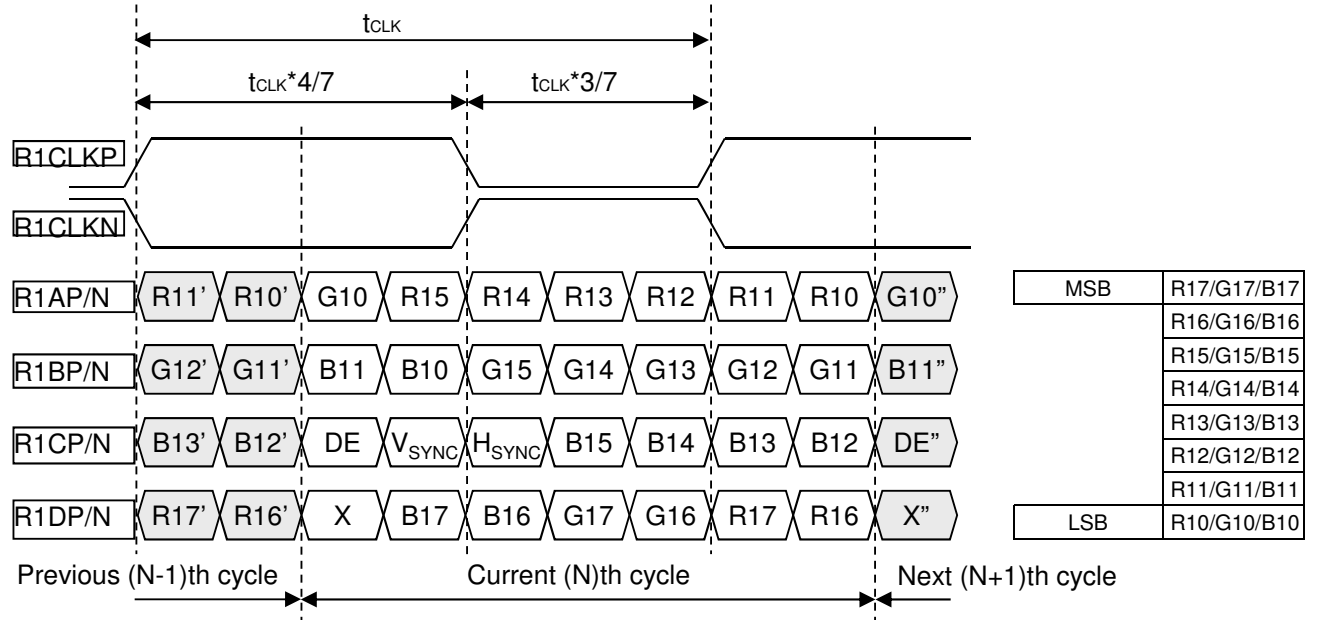 tCLK
tCLK*4/7 tCLK*3/7
R1CLKP
R1CLKN
R1AP/N R11’ R10’ G10 R15 R14 R13 R12 R11 R10 G10”
R1BP/N G12’ G11’ B11 B10 G15 G14 G13 G12 G11 B11”
R1CP/N B13’ B12’ DE VSYNC HSYNC B15 B14 B13 B12 DE”
R1DP/N R17’ R16’ X B17 B16 G17 G16 R17 R16 X”
Previous (N-1)th cycle Current (N)th cycle Next (N+1)th cycle
MSB R17/G17/B17
R16/G16/B16
R15/G15/B15
R14/G14/B14
R13/G13/B13
R12/G12/B12
R11/G11/B11
LSB R10/G10/B10